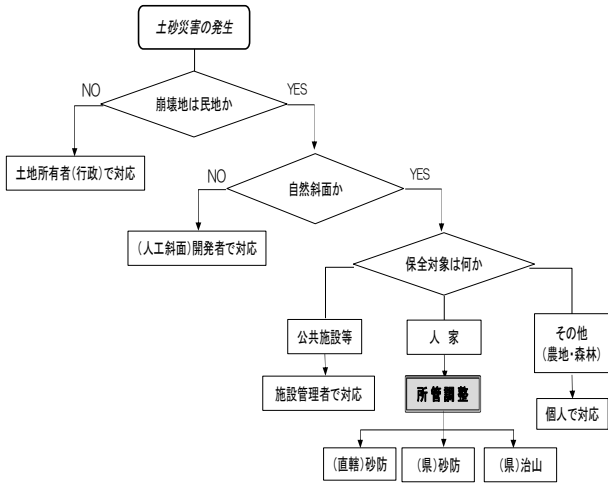 土砂災害の発生
NO
YES
崩壊地は民地か
土地所有者(行政)で対応
NO
YES
自然斜面か
(人工斜面)開発者で対応
保全対象は何か
公共施設等
人 家
その他
(農地・森林)
施設管理者で対応
所管調整
個人で対応
(直轄)砂防
(県)砂防
(県)治山